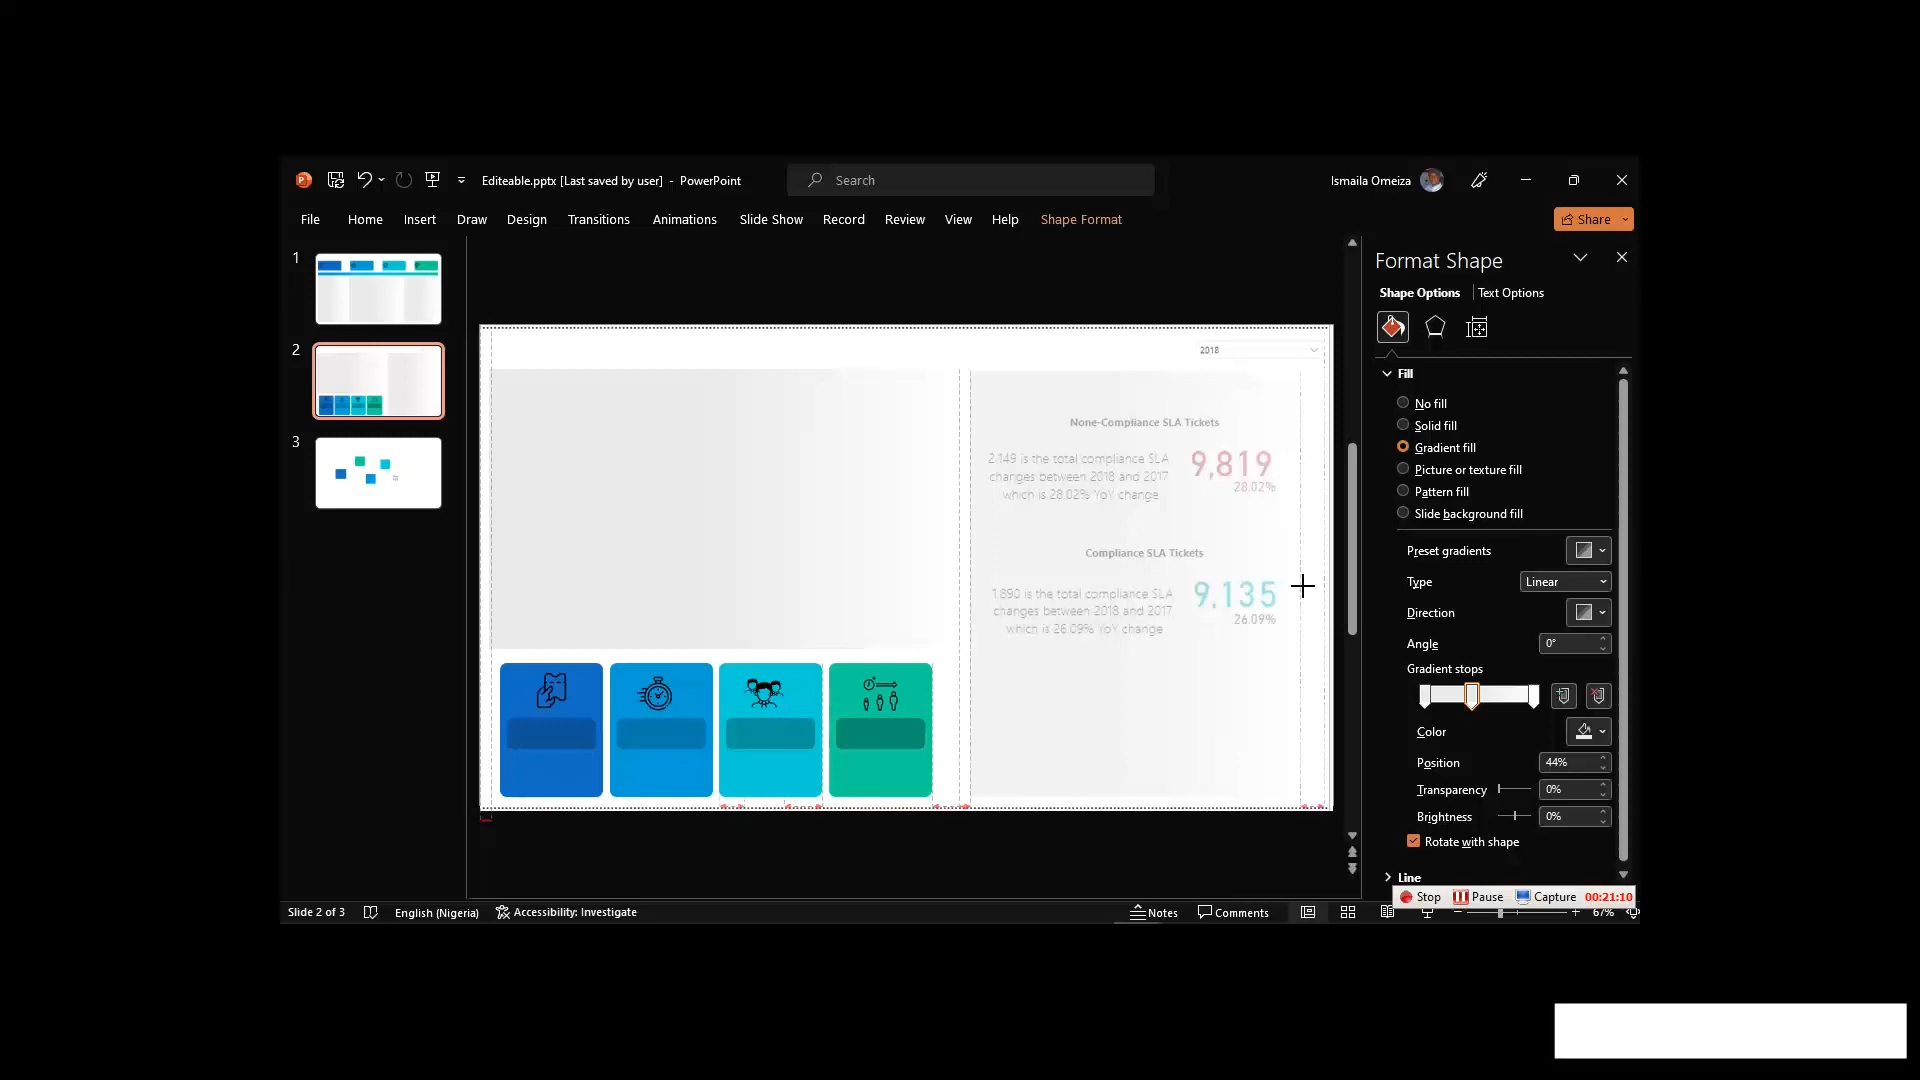 Editeable.pptx [Last saved by user] - PowerPoint
Search
Ismaila Omeiza
File Home Insert Draw Design Transitions Animations Slide Show Record Review View Help Shape Format
Share
1
2
3
2018
None-Compliance SLA Tickets
2,149 is the total compliance SLA
changes between 2018 and 2017
which is 28.02% YoY change
9,819
28.02%
Compliance SLA Tickets
1,890 is the total compliance SLA
changes between 2018 and 2017
which is 26.09% YoY change
9,135
26.09%
Format Shape
Shape Options Text Options
Fill
No fill
Solid fill
Gradient fill
Picture or texture fill
Pattern fill
Slide background fill
Preset gradients
Type Linear
Direction
Angle 0°
Gradient stops
Color
Position 44%
Transparency 0%
Brightness 0%
Rotate with shape
Line
Stop Pause Capture 00:21:10
Slide 2 of 3 English (Nigeria) Accessibility: Investigate Notes Comments 67%